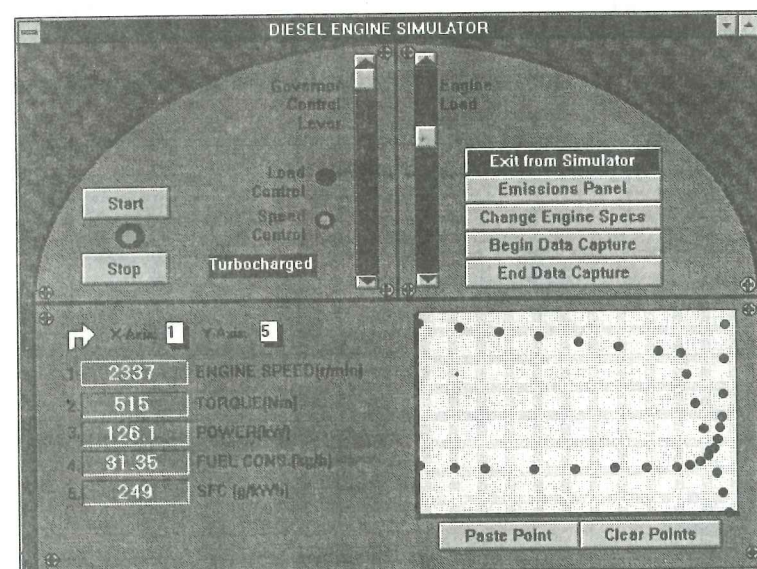 DIESEL ENGINE SIMULATOR
Governor
Control
Lever
Engine
Load
Load
Control
Speed
Control
Start
Stop
Turbocharged
Exit from Simulator
Emissions Panel
Change Engine Specs
Begin Data Capture
End Data Capture
X-Axis: 1 Y-Axis: 5
1. 2337 ENGINE SPEED(r/min)
2. 515 TORQUE(Nm)
3. 126.1 POWER(kW)
4. 31.35 FUEL CONS.(kg/h)
5. 249 SFC (g/kWh)
Paste Point
Clear Points